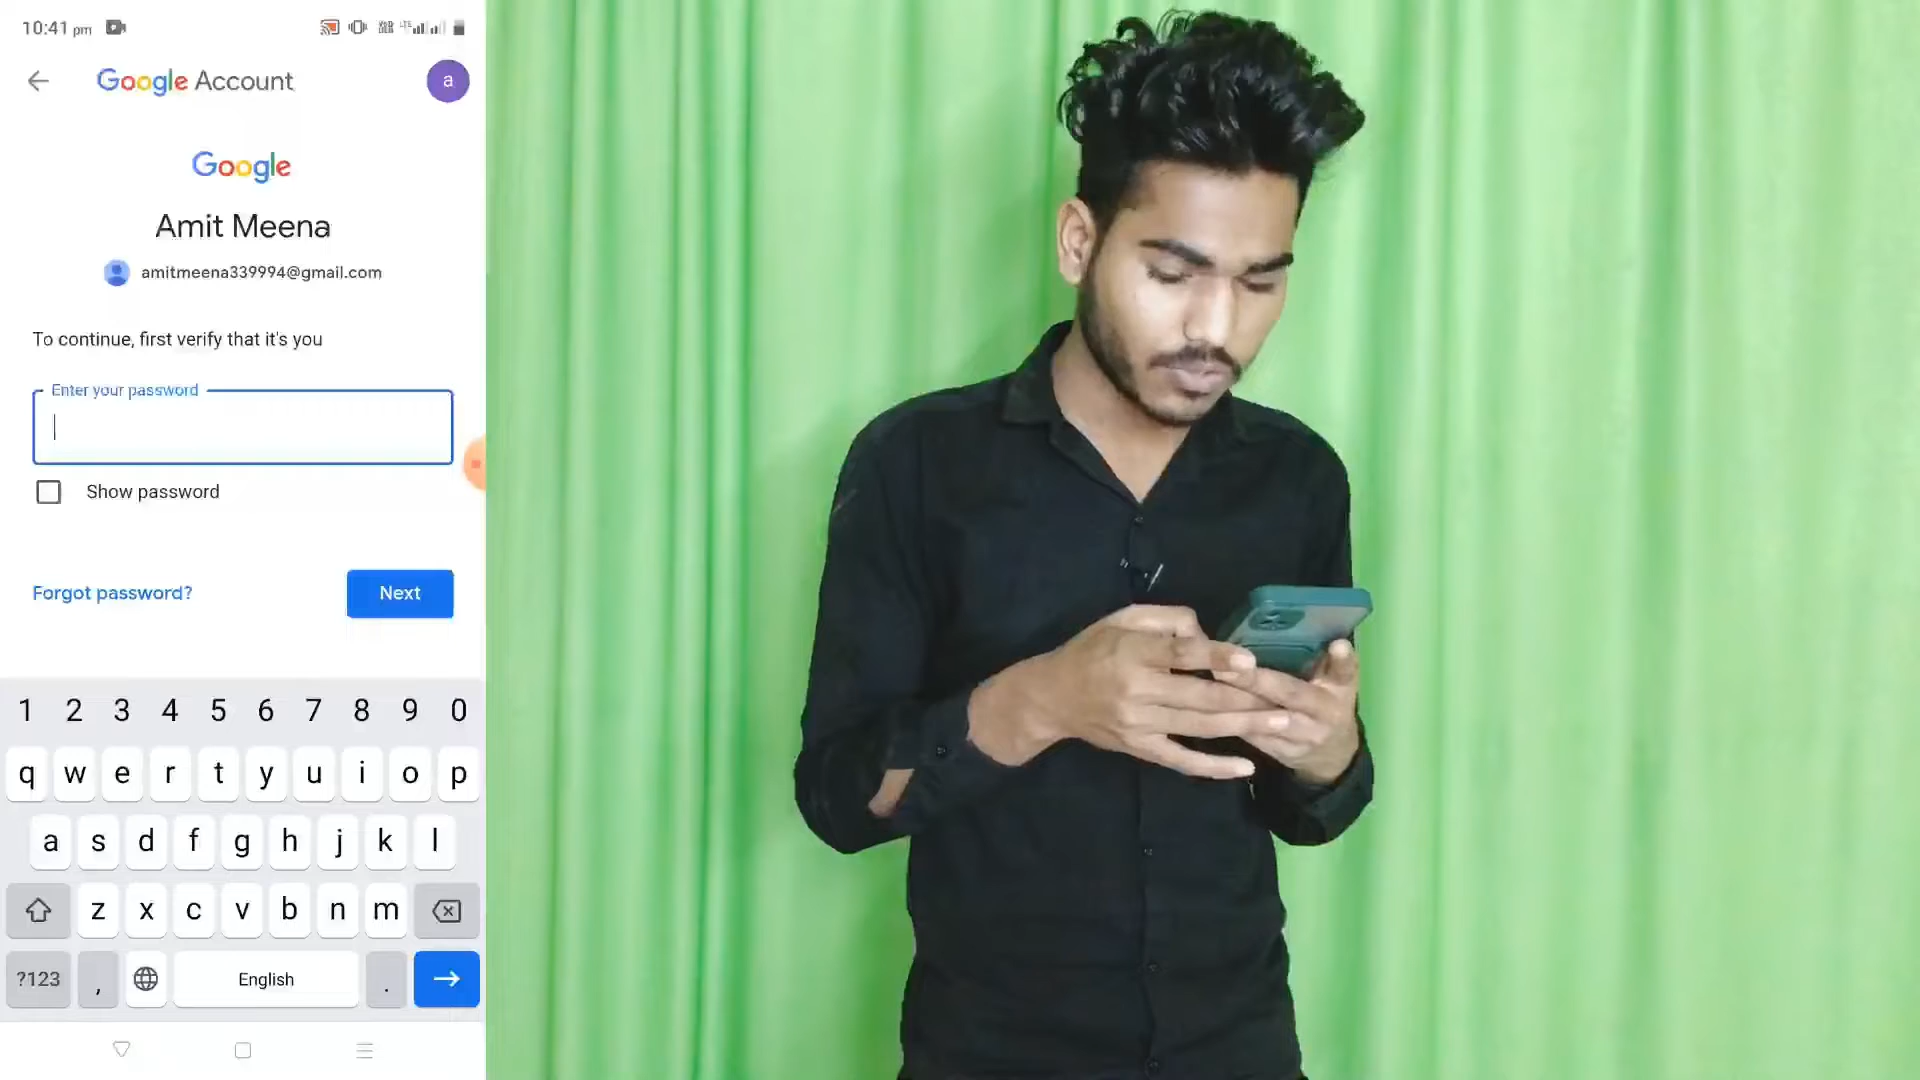 10:41 pm
Google Account
a
Google
Amit Meena
amitmeena339994@gmail.com
To continue, first verify that it's you
Enter your password
Show password
Forgot password?
Next
1 2 3 4 5 6 7 8 9 0
q w e r t y u i o p
a s d f g h j k l
z x c v b n m
?123 , English .